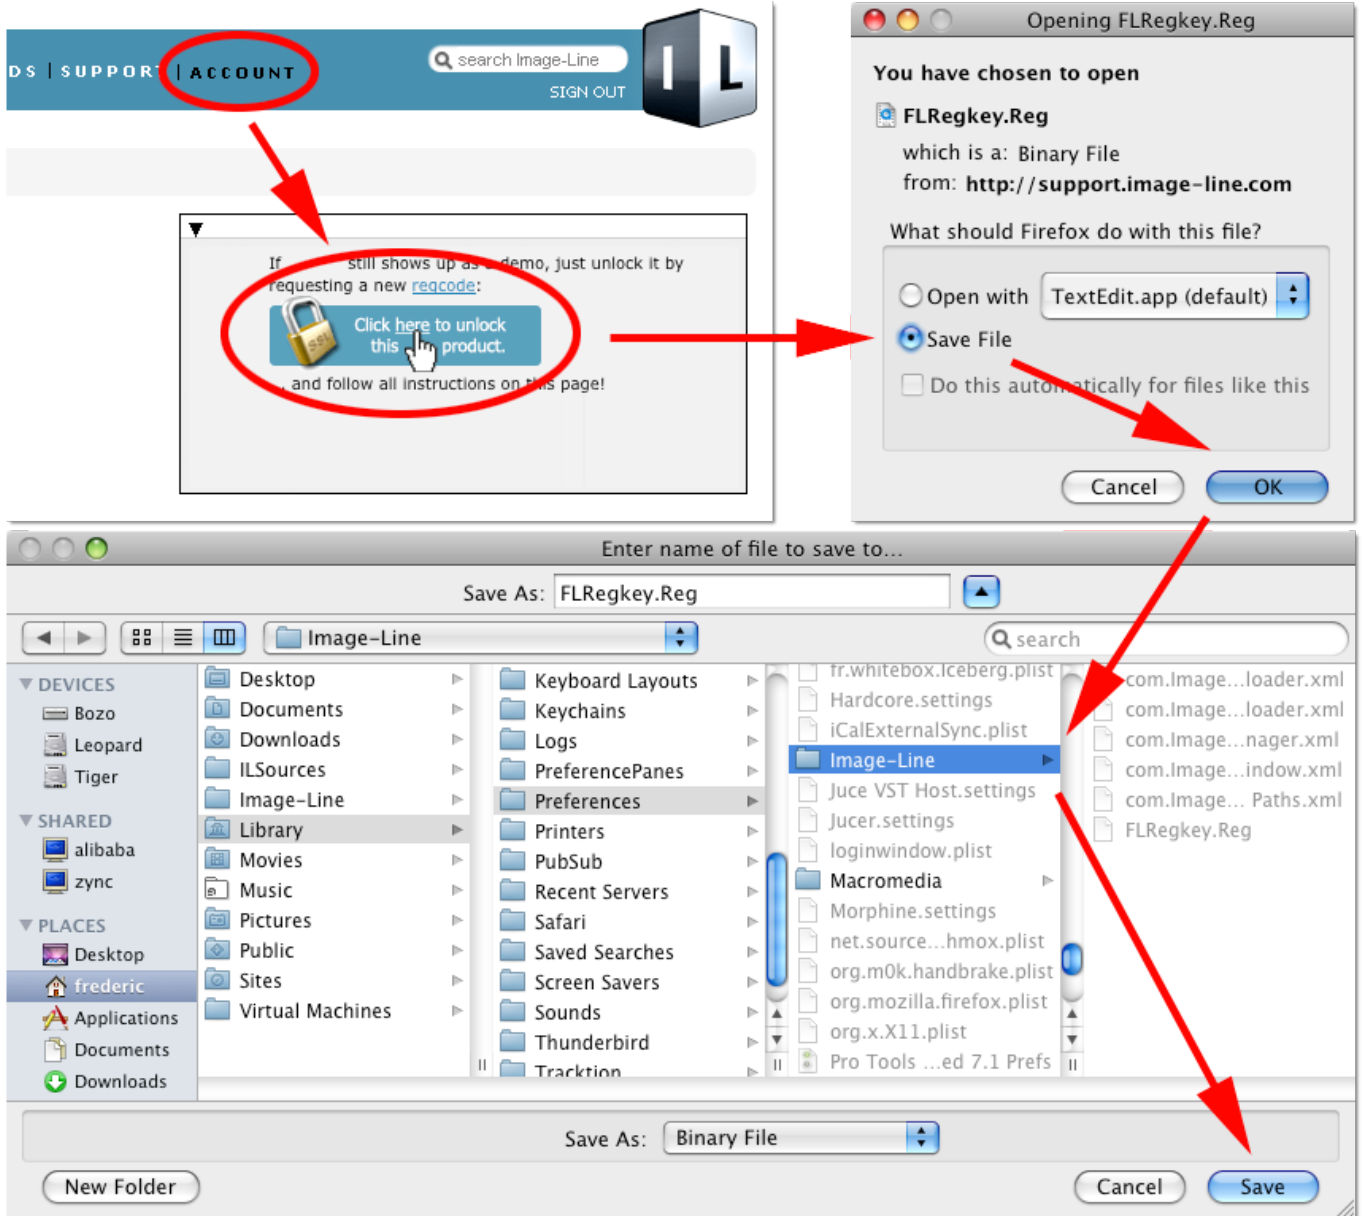 DS | SUPPORT | ACCOUNT
search Image-Line
SIGN OUT
I L
If still shows up as a demo, just unlock it by
requesting a new regcode:
SSL
Click here to unlock
this product.
, and follow all instructions on this page!
Opening FLRegkey.Reg
You have chosen to open
FLRegkey.Reg
which is a: Binary File
from: http://support.image-line.com
What should Firefox do with this file?
Open with TextEdit.app (default)
Save File
Do this automatically for files like this
Cancel OK
Enter name of file to save to...
Save As: FLRegkey.Reg
Image-Line
search
DEVICES
Bozo
Leopard
Tiger
SHARED
alibaba
zync
PLACES
Desktop
frederic
Applications
Documents
Downloads
Desktop
Documents
Downloads
ILSources
Image-Line
Library
Movies
Music
Pictures
Public
Sites
Virtual Machines
Keyboard Layouts
Keychains
Logs
PreferencePanes
Preferences
Printers
PubSub
Recent Servers
Safari
Saved Searches
Screen Savers
Sounds
Thunderbird
Tracktion
fr.whitebox.Iceberg.plist
Hardcore.settings
iCalExternalSync.plist
Image-Line
Juce VST Host.settings
Jucer.settings
loginwindow.plist
Macromedia
Morphine.settings
net.source...hmox.plist
org.m0k.handbrake.plist
org.mozilla.firefox.plist
org.x.X11.plist
Pro Tools ...ed 7.1 Prefs
com.Image...loader.xml
com.Image...loader.xml
com.Image...nager.xml
com.Image...indow.xml
com.Image... Paths.xml
FLRegkey.Reg
Save As: Binary File
New Folder
Cancel Save